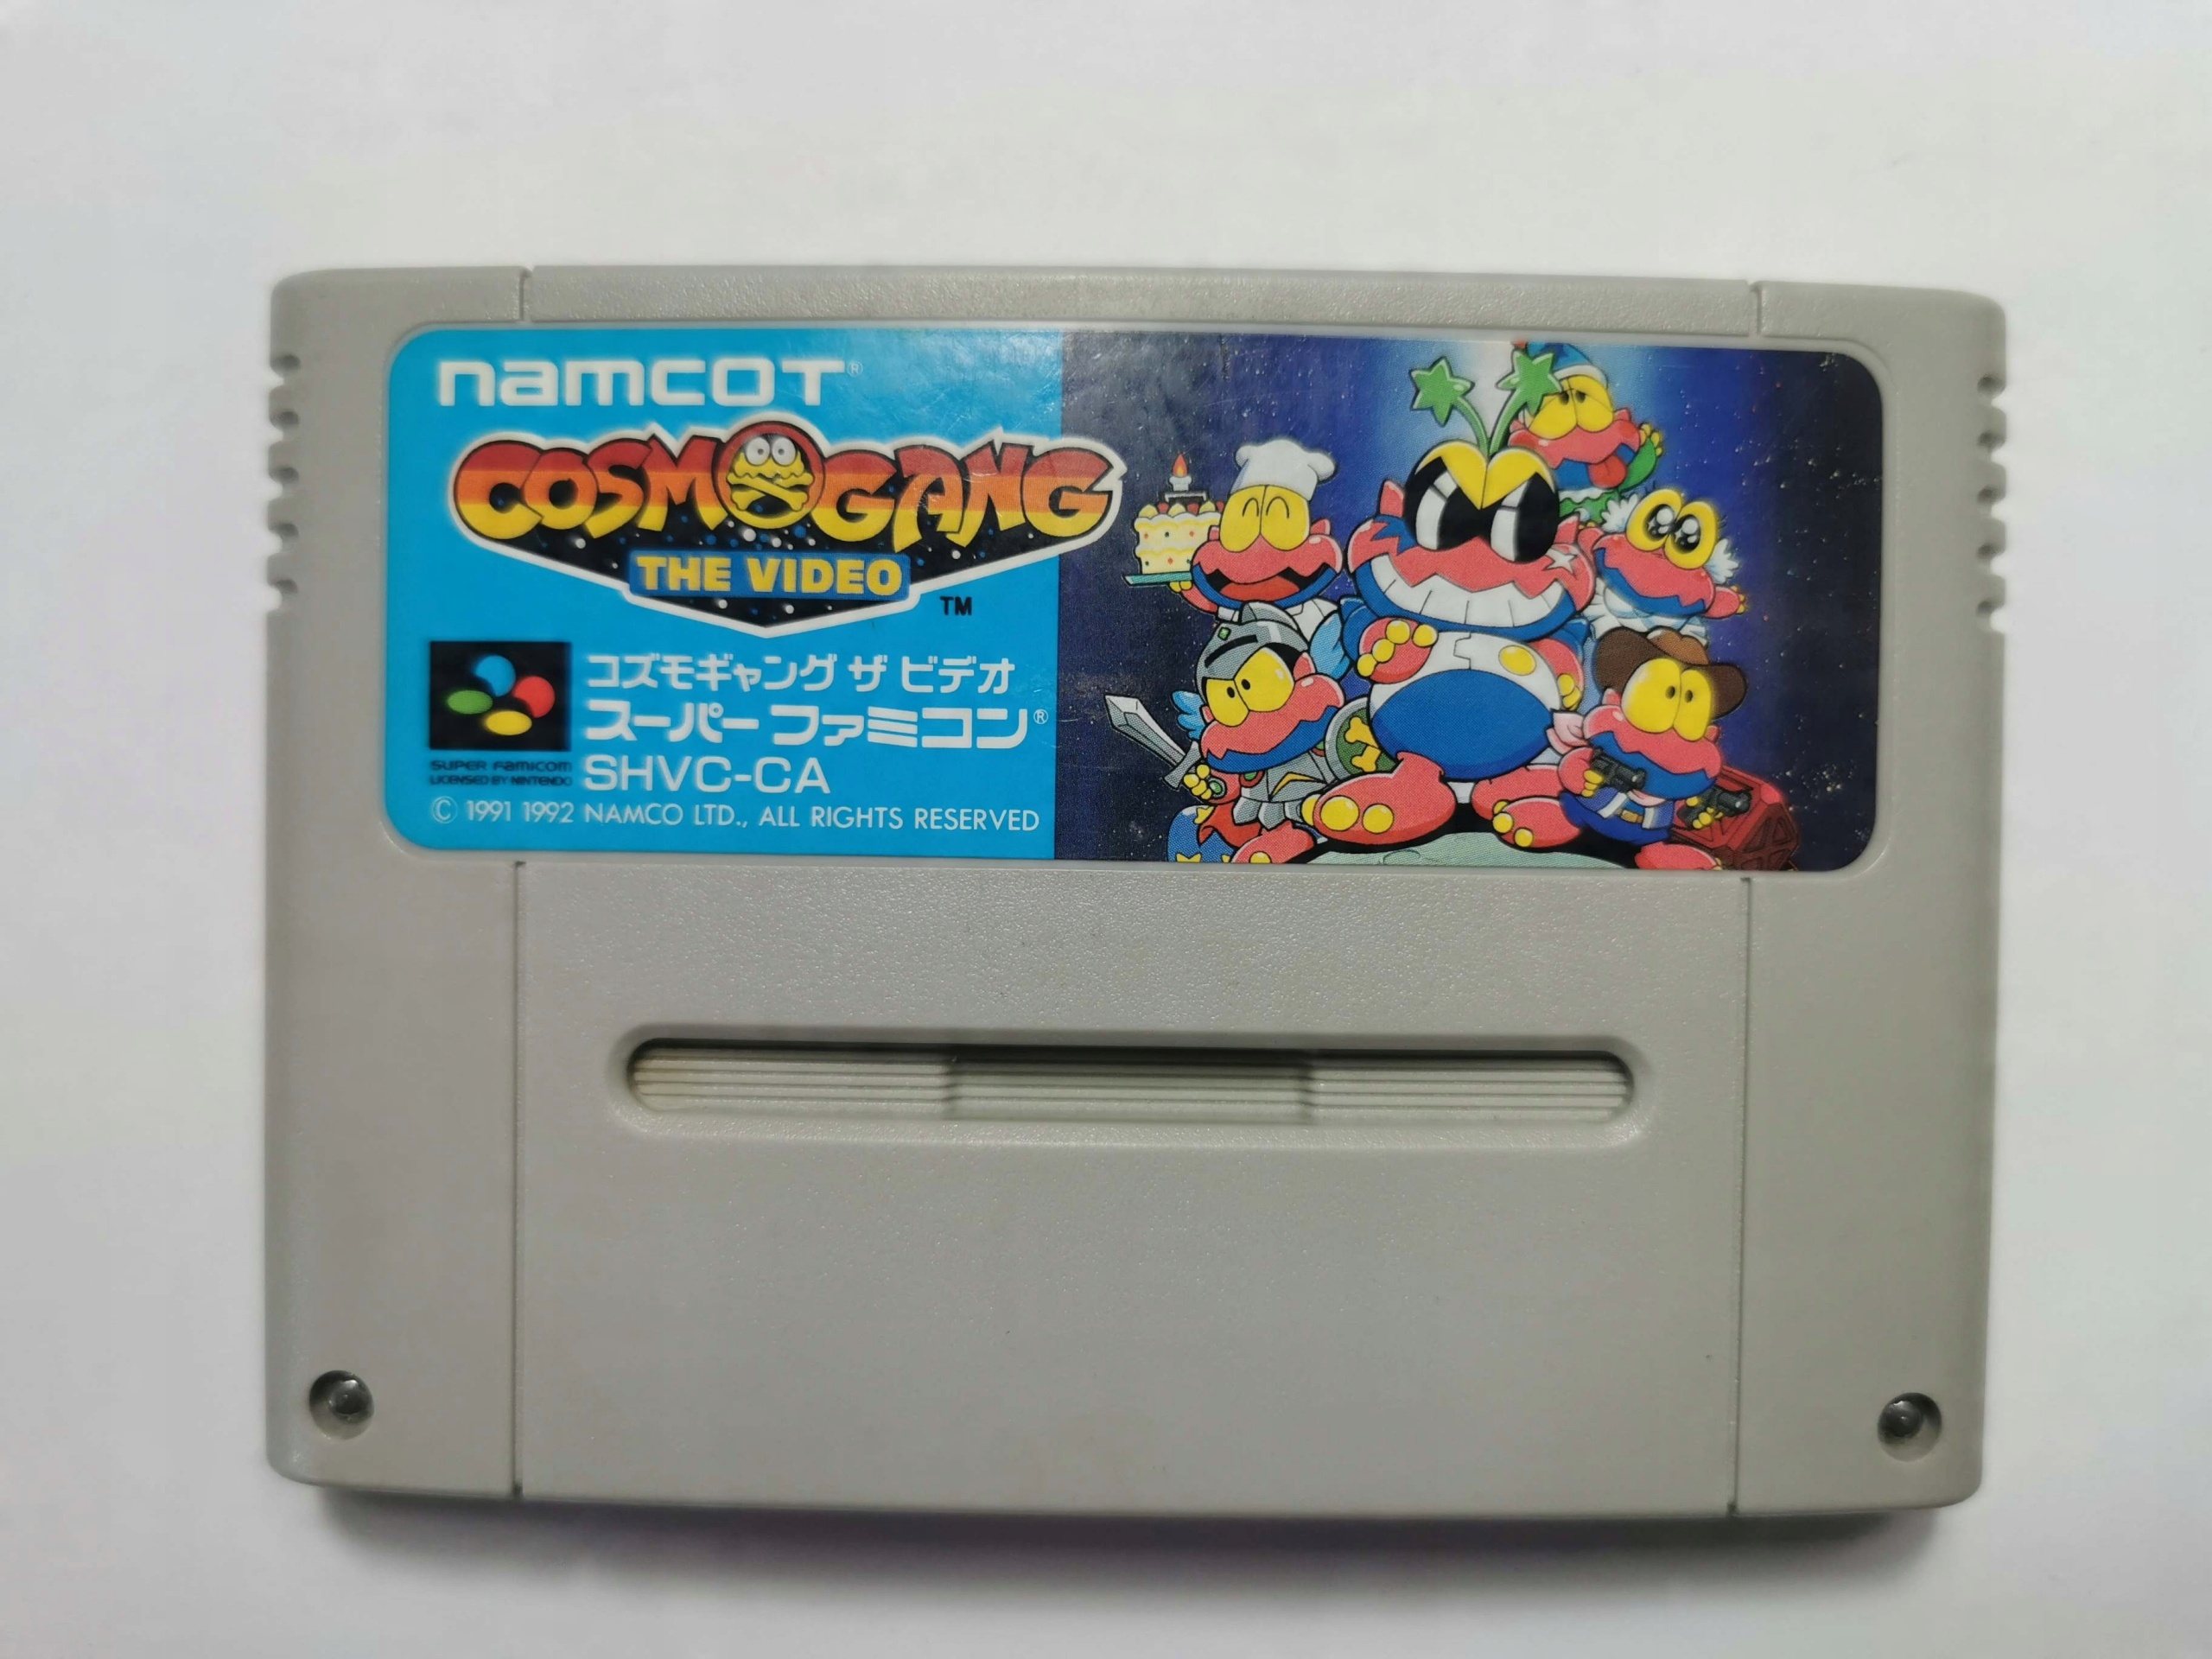 namcot®
COSMOGANG
THE VIDEO
TM
コズモギャング ザ ビデオ
スーパーファミコン®
SUPER FAMICOM
LICENSED BY NINTENDO
SHVC-CA
© 1991 1992 NAMCO LTD., ALL RIGHTS RESERVED